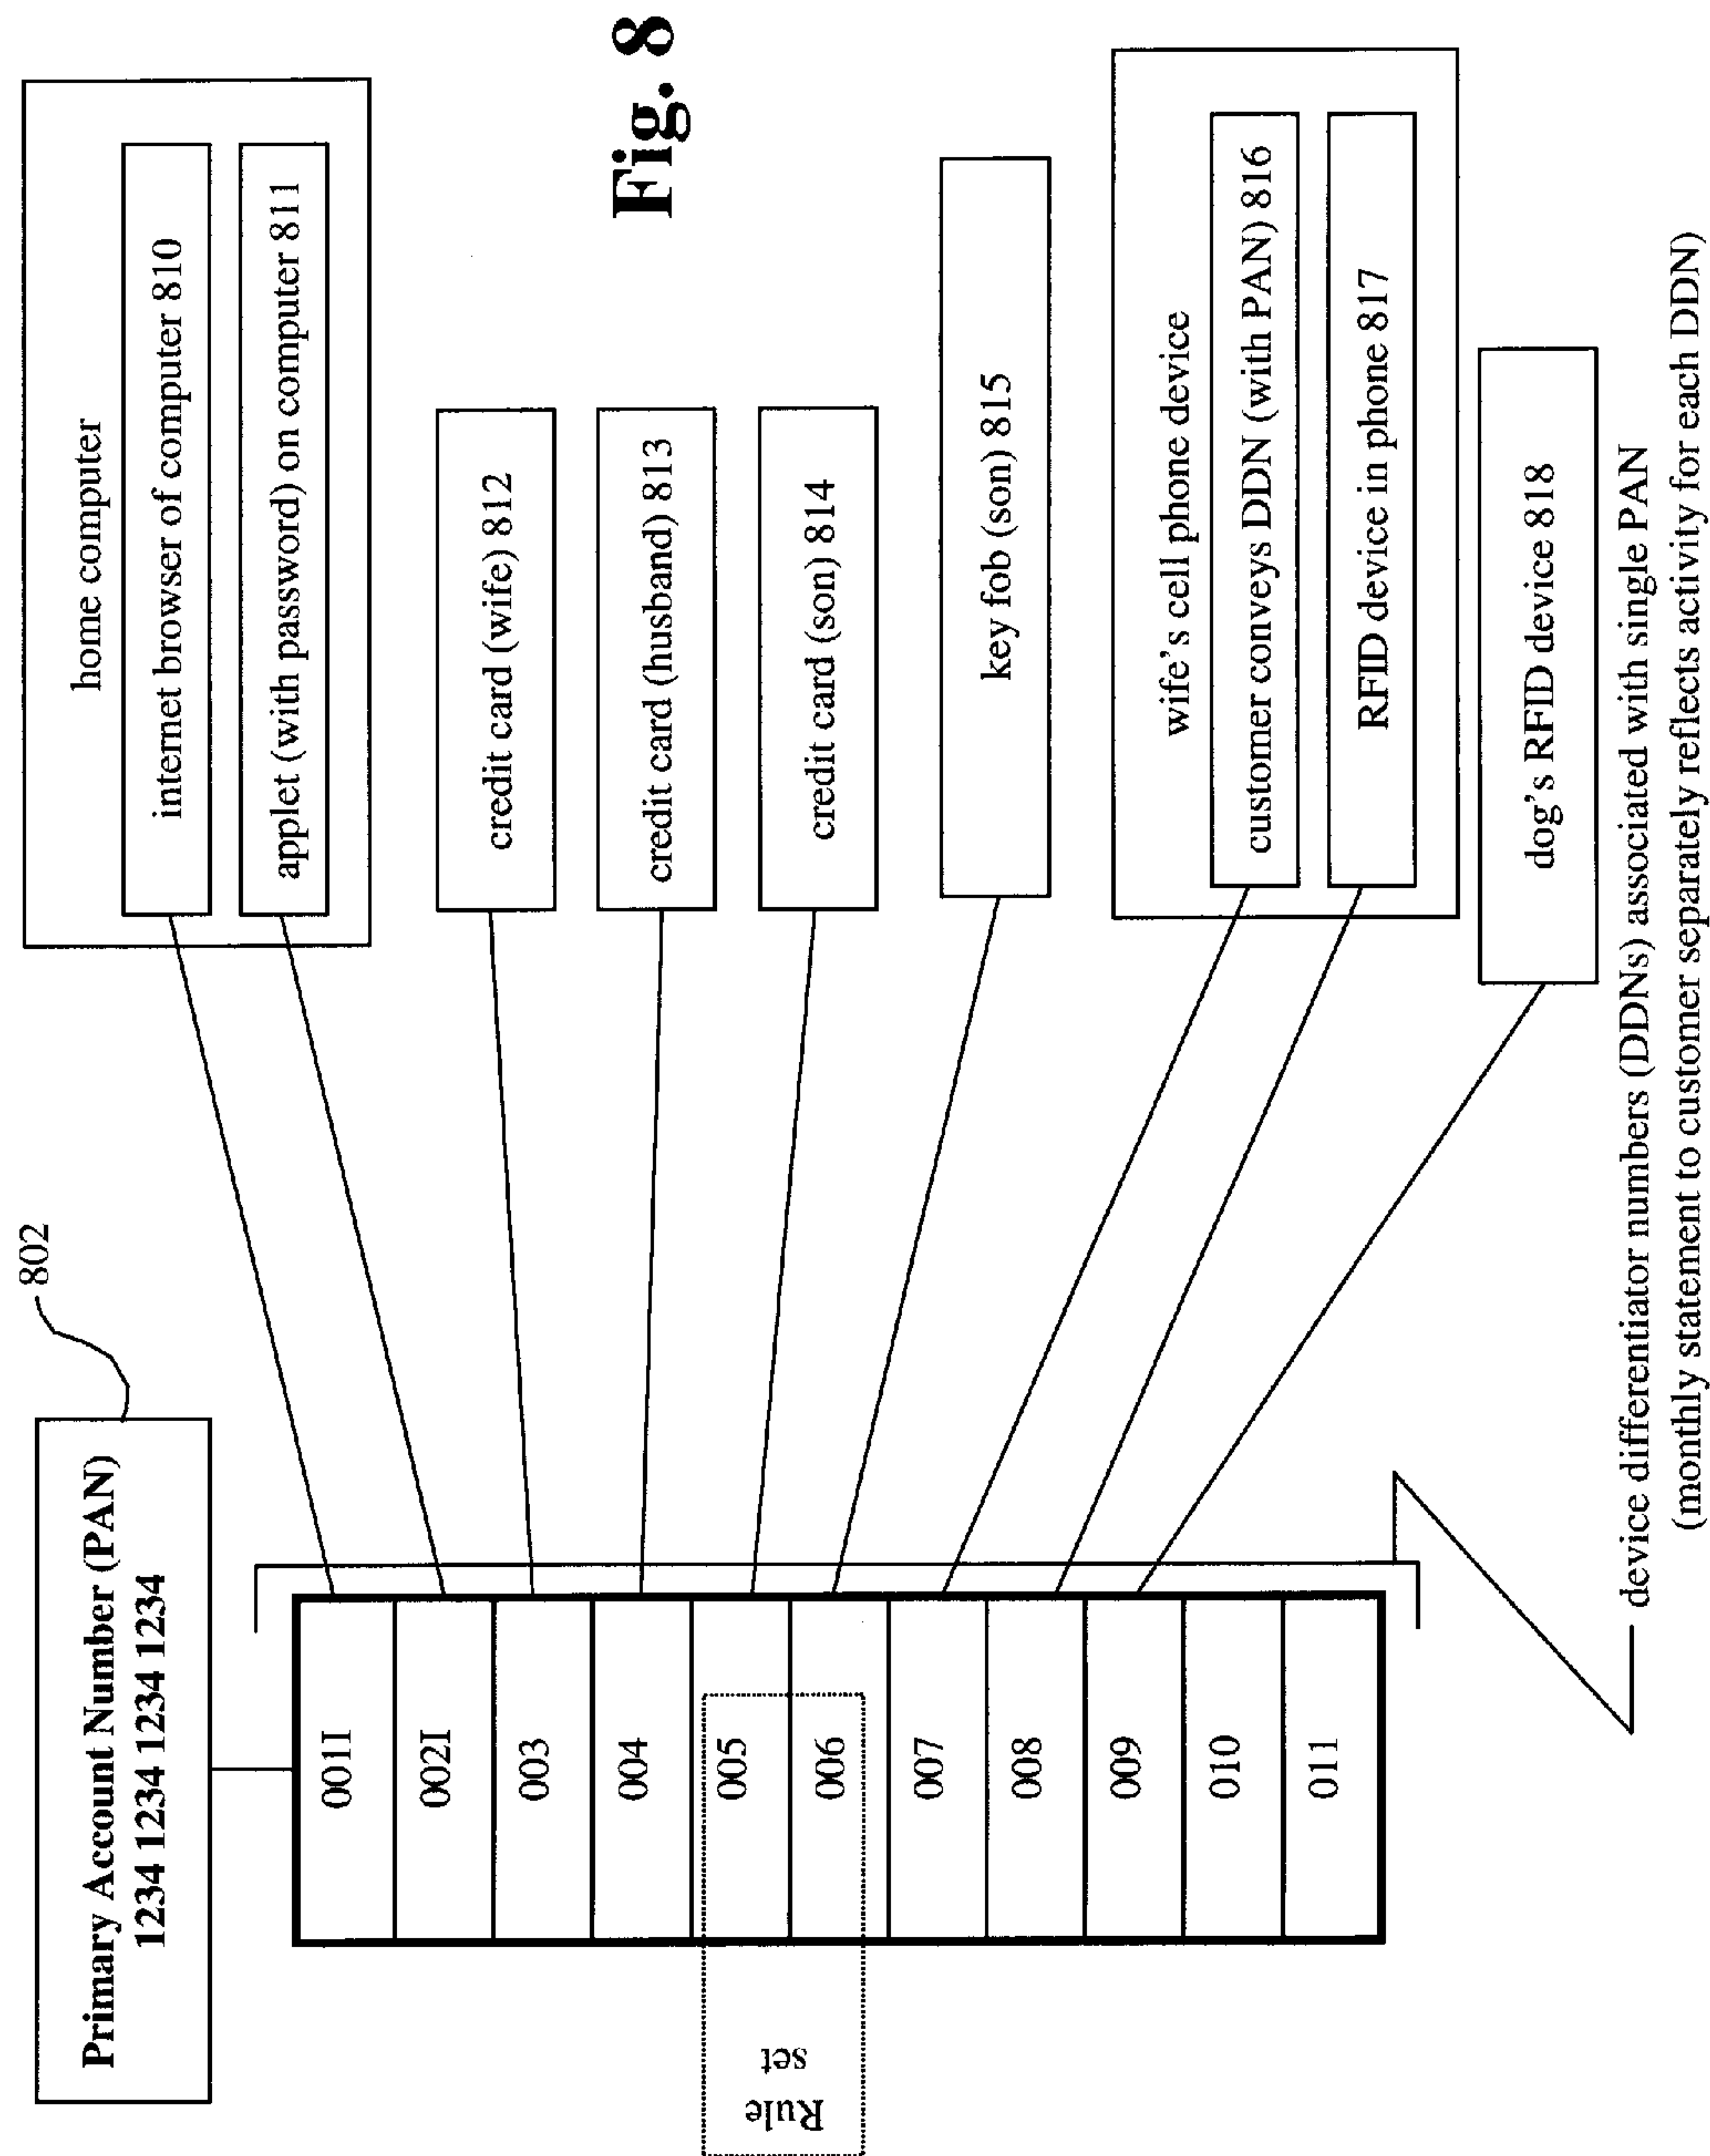 Primary Account Number (PAN)
1234 1234 1234 1234 1234
802
001I
002I
003
004
005
006
007
008
009
010
011
Rule
set
home computer
internet browser of computer 810
applet (with password) on computer 811
credit card (wife) 812
credit card (husband) 813
credit card (son) 814
key fob (son) 815
wife's cell phone device
customer conveys DDN (with PAN) 816
RFID device in phone 817
dog's RFID device 818
device differentiator numbers (DDNs) associated with single PAN
(monthly statement to customer separately reflects activity for each DDN)
Fig. 8